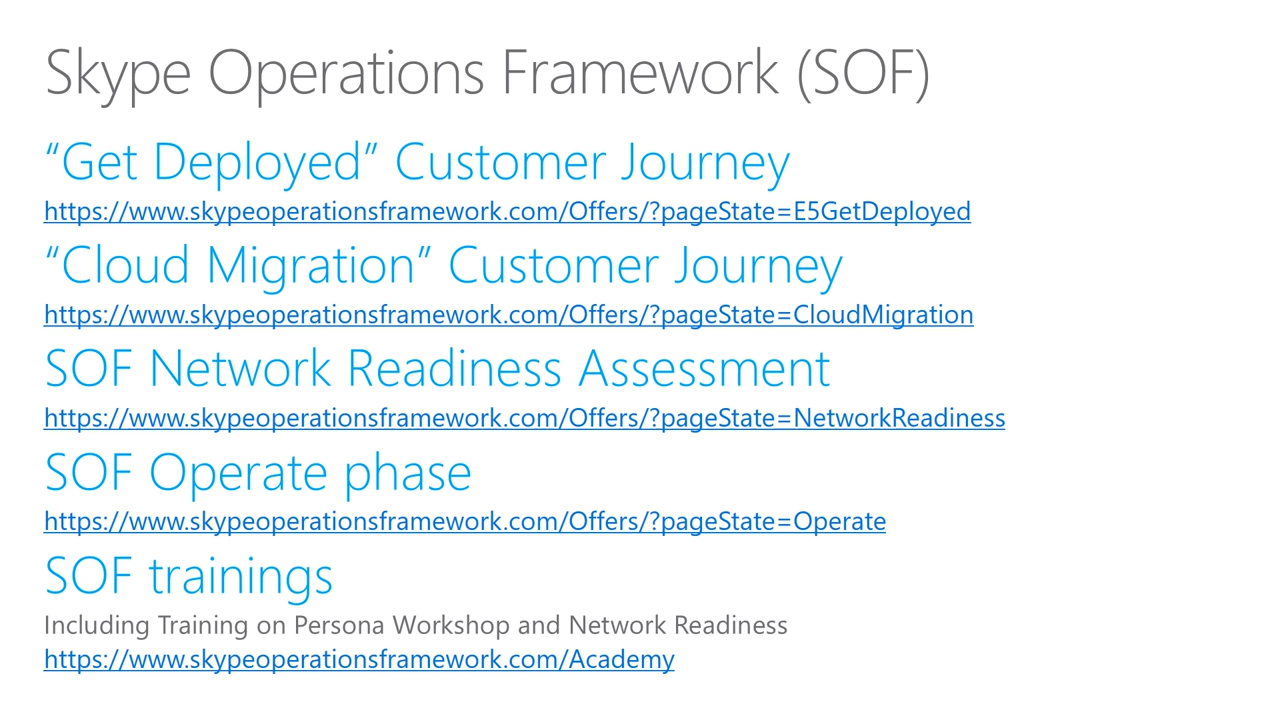 Skype Operations Framework (SOF)
“Get Deployed” Customer Journey
https://www.skypeoperationsframework.com/Offers/?pageState=E5GetDeployed
“Cloud Migration” Customer Journey
https://www.skypeoperationsframework.com/Offers/?pageState=CloudMigration
SOF Network Readiness Assessment
https://www.skypeoperationsframework.com/Offers/?pageState=NetworkReadiness
SOF Operate phase
https://www.skypeoperationsframework.com/Offers/?pageState=Operate
SOF trainings
Including Training on Persona Workshop and Network Readiness
https://www.skypeoperationsframework.com/Academy